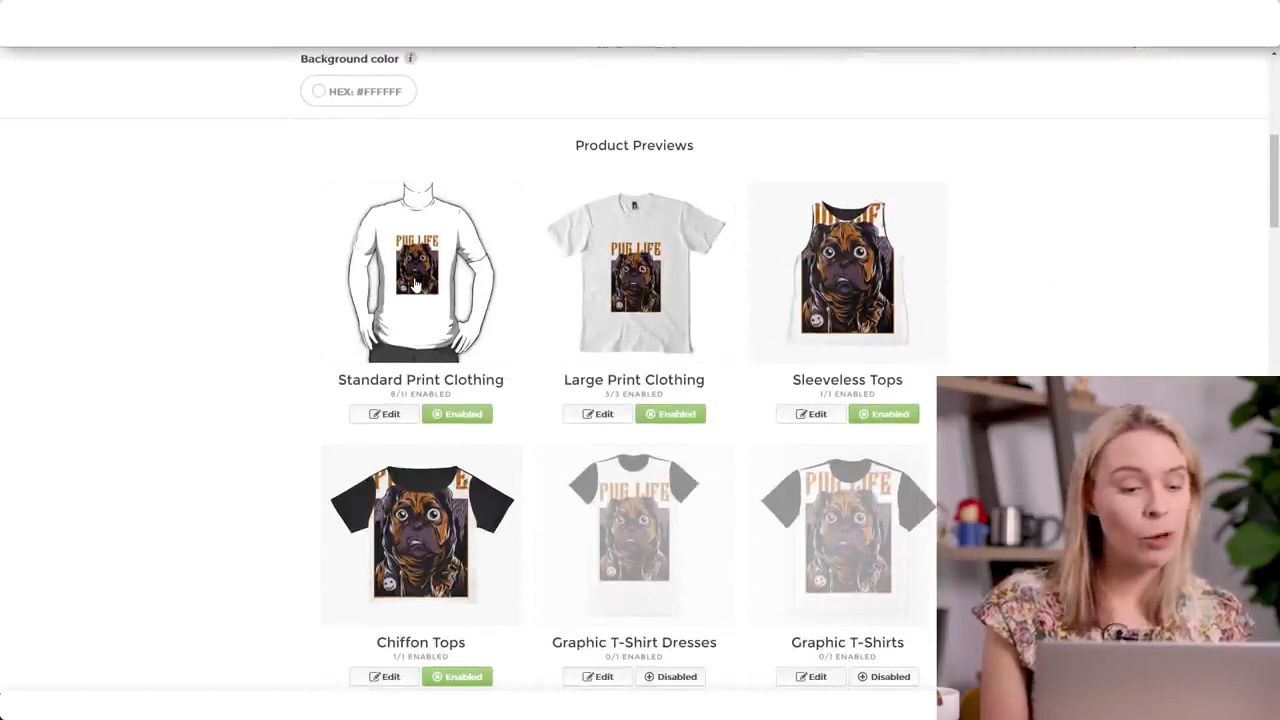 Background color i
HEX: #FFFFFF
Product Previews
PUG LIFE
PUG LIFE
Standard Print Clothing
Large Print Clothing
Sleeveless Tops
8/11 ENABLED
3/3 ENABLED
1/1 ENABLED
Edit Enabled
Edit Enabled
Edit Enabled
PUG LIFE
PUG LIFE
Chiffon Tops
Graphic T-Shirt Dresses
Graphic T-Shirts
1/1 ENABLED
0/1 ENABLED
0/1 ENABLED
Edit Enabled
Edit Disabled
Edit Disabled